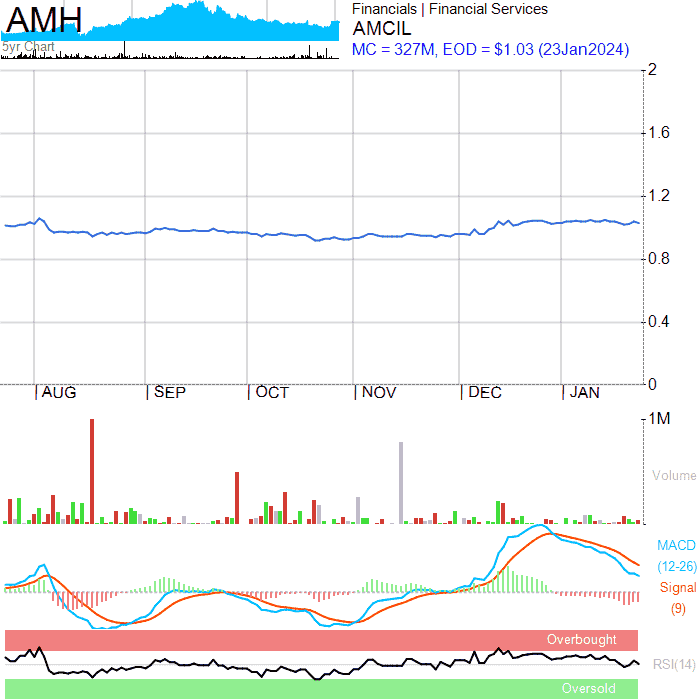 AMH
5yr Chart
Financials | Financial Services
AMCIL
MC = 327M, EOD = $1.03 (23Jan2024)
2
1.6
1.2
0.8
0.4
0
AUG SEP OCT NOV DEC JAN
1M
Volume
MACD
(12-26)
Signal
(9)
Overbought
RSI(14)
Oversold